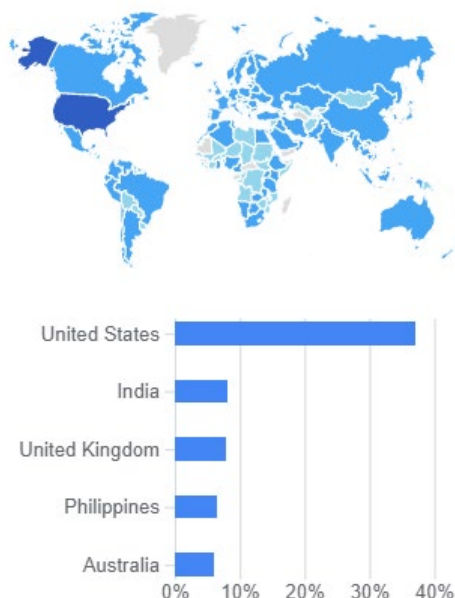 United States
India
United Kingdom
Philippines
Australia
0% 10% 20% 30% 40%